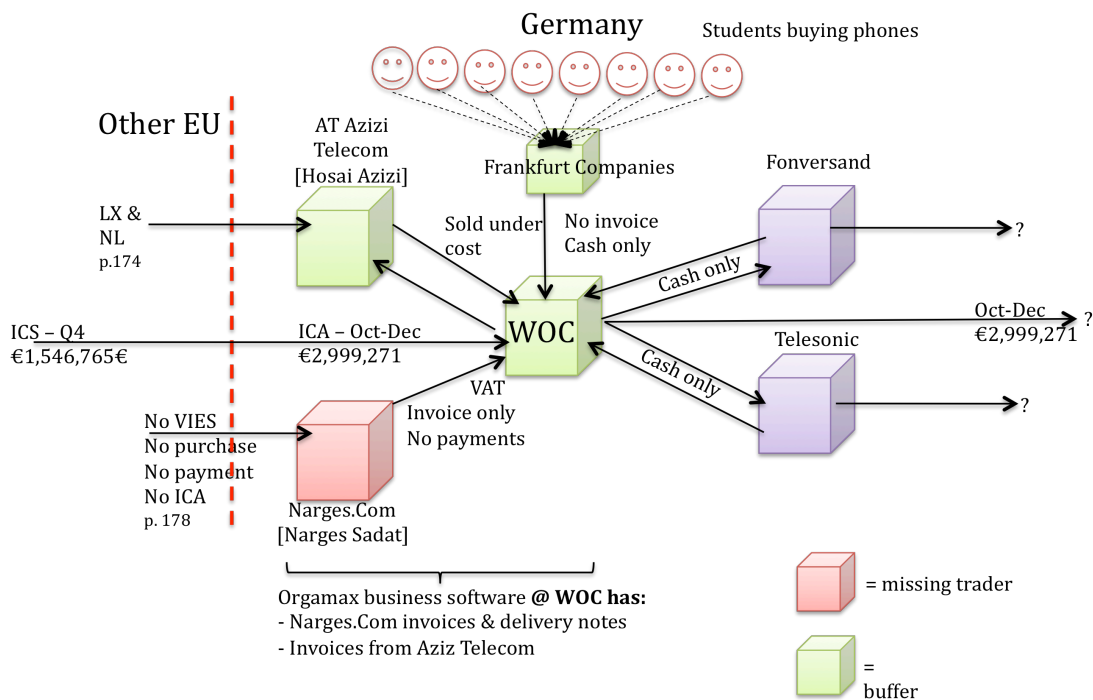 Germany
Students buying phones
Other EU
AT Azizi
Telecom
[Hosai Azizi]
Frankfurt Companies
Fonversand
LX &
NL
p.174
Sold under
cost
No invoice
Cash only
?
Cash only
ICS – Q4
€1,546,765€
ICA – Oct-Dec
€2,999,271
WOC
Oct-Dec
€2,999,271
?
Telesonic
Cash only
VAT
Invoice only
No payments
?
No VIES
No purchase
No payment
No ICA
p. 178
Narges.Com
[Narges Sadat]
Orgamax business software @ WOC has:
- Narges.Com invoices & delivery notes
- Invoices from Aziz Telecom
= missing trader
=
buffer